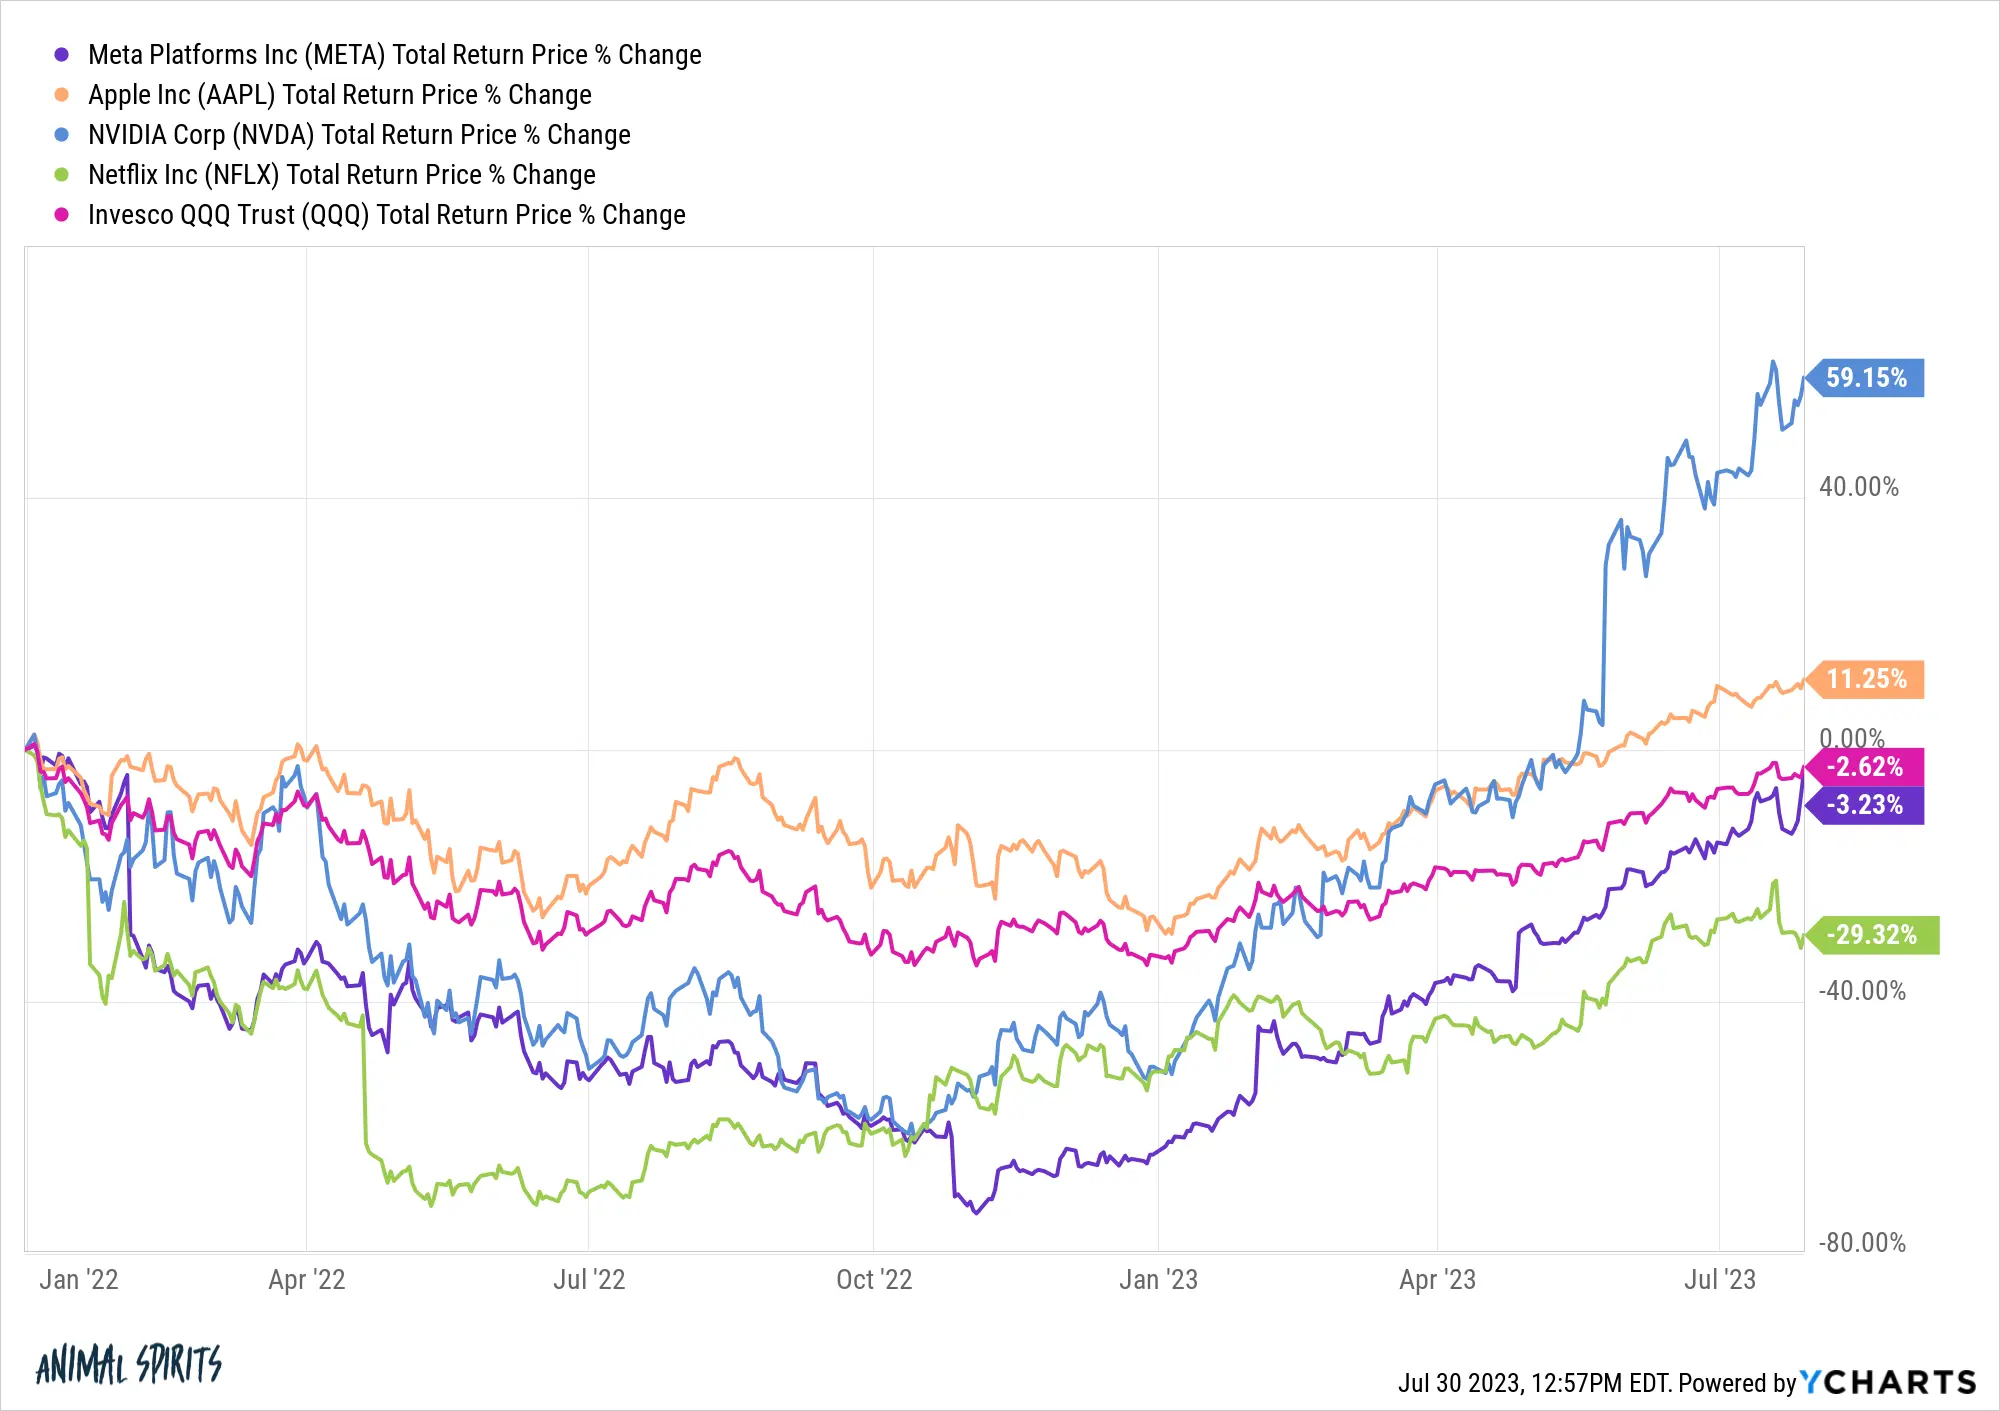 Meta Platforms Inc (META) Total Return Price % Change
Apple Inc (AAPL) Total Return Price % Change
NVIDIA Corp (NVDA) Total Return Price % Change
Netflix Inc (NFLX) Total Return Price % Change
Invesco QQQ Trust (QQQ) Total Return Price % Change
59.15%
40.00%
11.25%
0.00%
-2.62%
-3.23%
-29.32%
-40.00%
-80.00%
Jan '22 Apr '22 Jul '22 Oct '22 Jan '23 Apr '23 Jul '23
ANIMAL SPIRITS
Jul 30 2023, 12:57PM EDT. Powered by YCHARTS